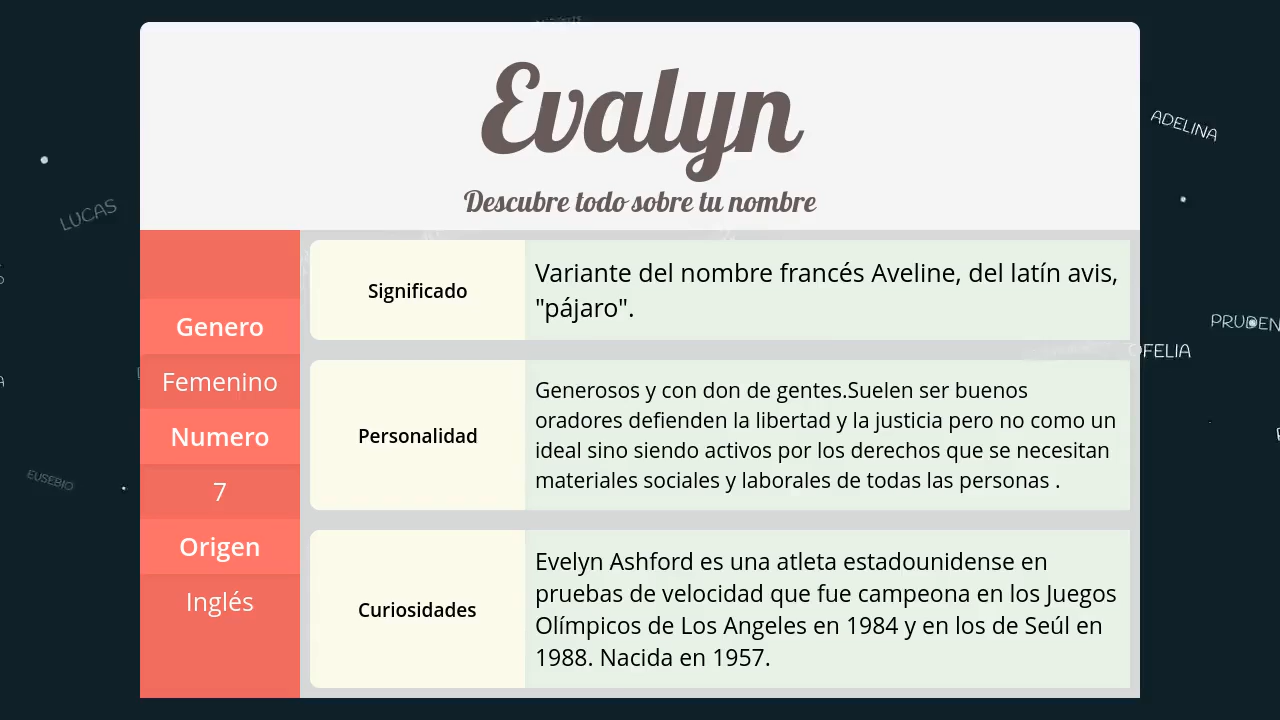 Evalyn
Descubre todo sobre tu nombre
ADELINA
LUCAS
Genero
Femenino
Numero
7
Origen
Inglés
Significado
Variante del nombre francés Aveline, del latín avis,
"pájaro".
Personalidad
Generosos y con don de gentes.Suelen ser buenos
oradores defienden la libertad y la justicia pero no como un
ideal sino siendo activos por los derechos que se necesitan
materiales sociales y laborales de todas las personas .
Curiosidades
Evelyn Ashford es una atleta estadounidense en
pruebas de velocidad que fue campeona en los Juegos
Olímpicos de Los Angeles en 1984 y en los de Seúl en
1988. Nacida en 1957.
PRUDEN
OFELIA
EUSEBIO